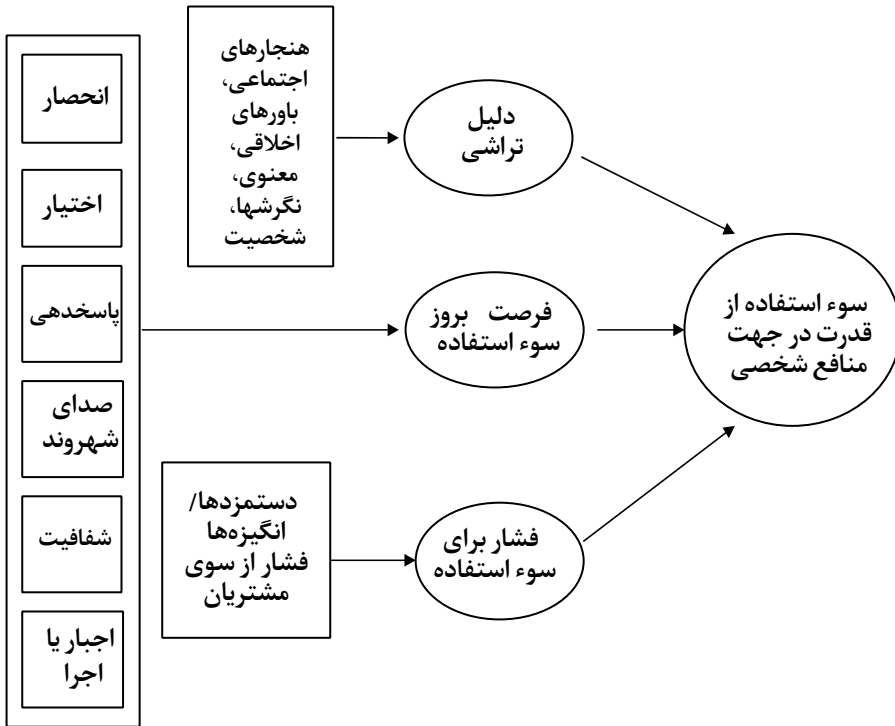 انحصار
اختیار
پاسخدهی
صدای
شهروند
شفافیت
اجبار یا
اجرا
هنجارهای
اجتماعی،
باورهای
اخلاقی،
معنوی،
نگرشها،
شخصیت
دستمزدها/
انگیزه‌ها
فشار از سوی
مشتریان
دلیل
تراشی
فرصت بروز
سوء استفاده
فشار برای
سوء استفاده
سوء استفاده از
قدرت در جهت
منافع شخصی